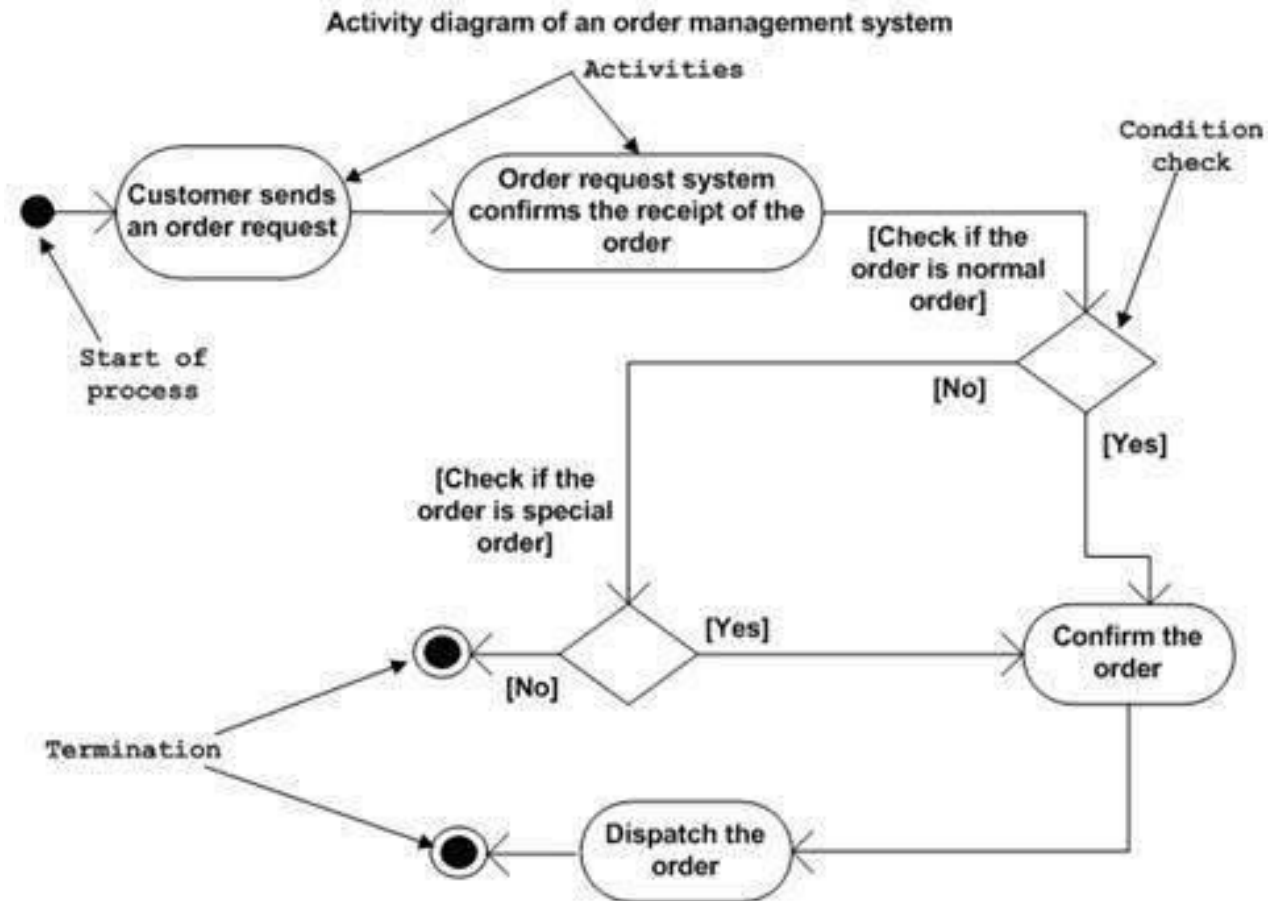 Activity diagram of an order management system
Activities
Condition
check
Customer sends
an order request
Order request system
confirms the receipt of the
order
[Check if the
order is normal
order]
Start of
process
[No]
[Yes]
[Check if the
order is special
order]
[Yes]
[No]
Confirm the
order
Termination
Dispatch the
order